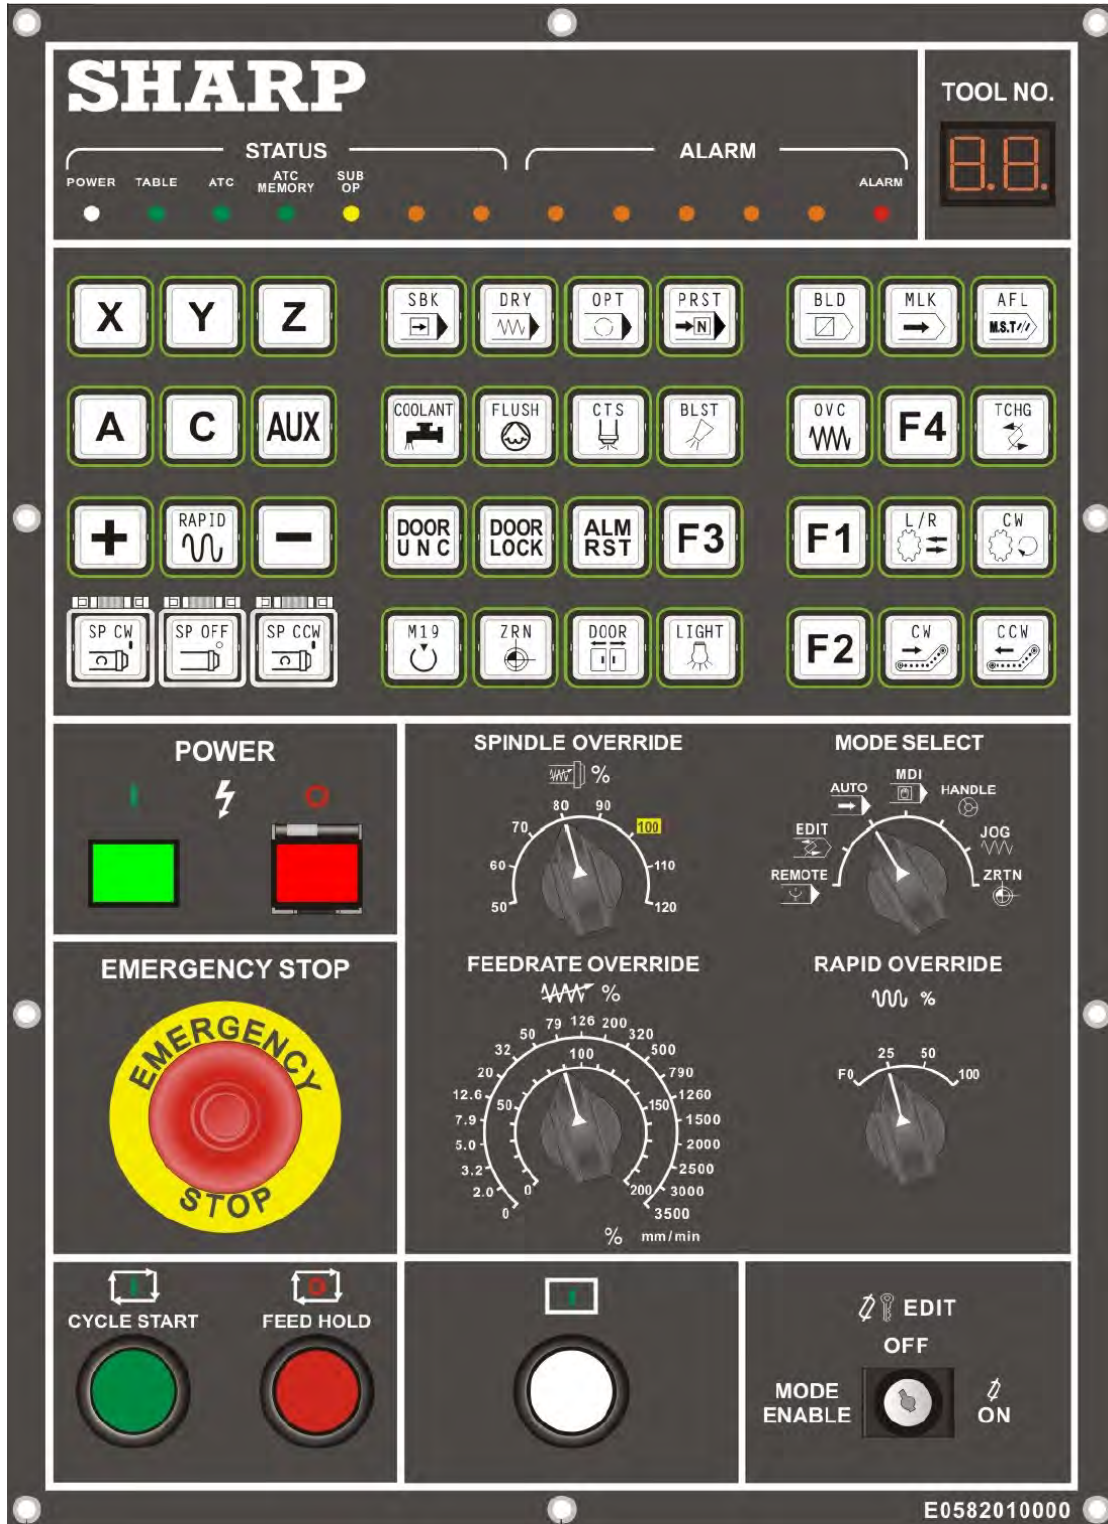 SHARP
TOOL NO.
8.8.
STATUS
ALARM
POWER TABLE ATC ATC MEMORY SUB OP ALARM
X Y Z
SBK DRY OPT PRST
N
BLD MLK AFL
M.S.T
A C AUX
COOLANT FLUSH CTS BLST
OVC F4 TCHG
+ RAPID −
DOOR UNC DOOR LOCK ALM RST F3
F1 L/R CW
SP CW SP OFF SP CCW
M19 ZRN DOOR LIGHT
F2 CW CCW
POWER
I O
SPINDLE OVERRIDE
%
50 60 70 80 90 100 110 120
MODE SELECT
REMOTE EDIT AUTO MDI HANDLE JOG ZRTN
EMERGENCY STOP
EMERGENCY
STOP
FEEDRATE OVERRIDE
%
0 2.0 3.2 5.0 7.9 12.6 20 32 50 79 126 200 320 500 790 1260 1500 2000 2500 3000 3500
0 50 100 150 200
% mm/min
RAPID OVERRIDE
%
F0 25 50 100
I O
CYCLE START FEED HOLD
I
EDIT
OFF
MODE ENABLE
ON
E0582010000